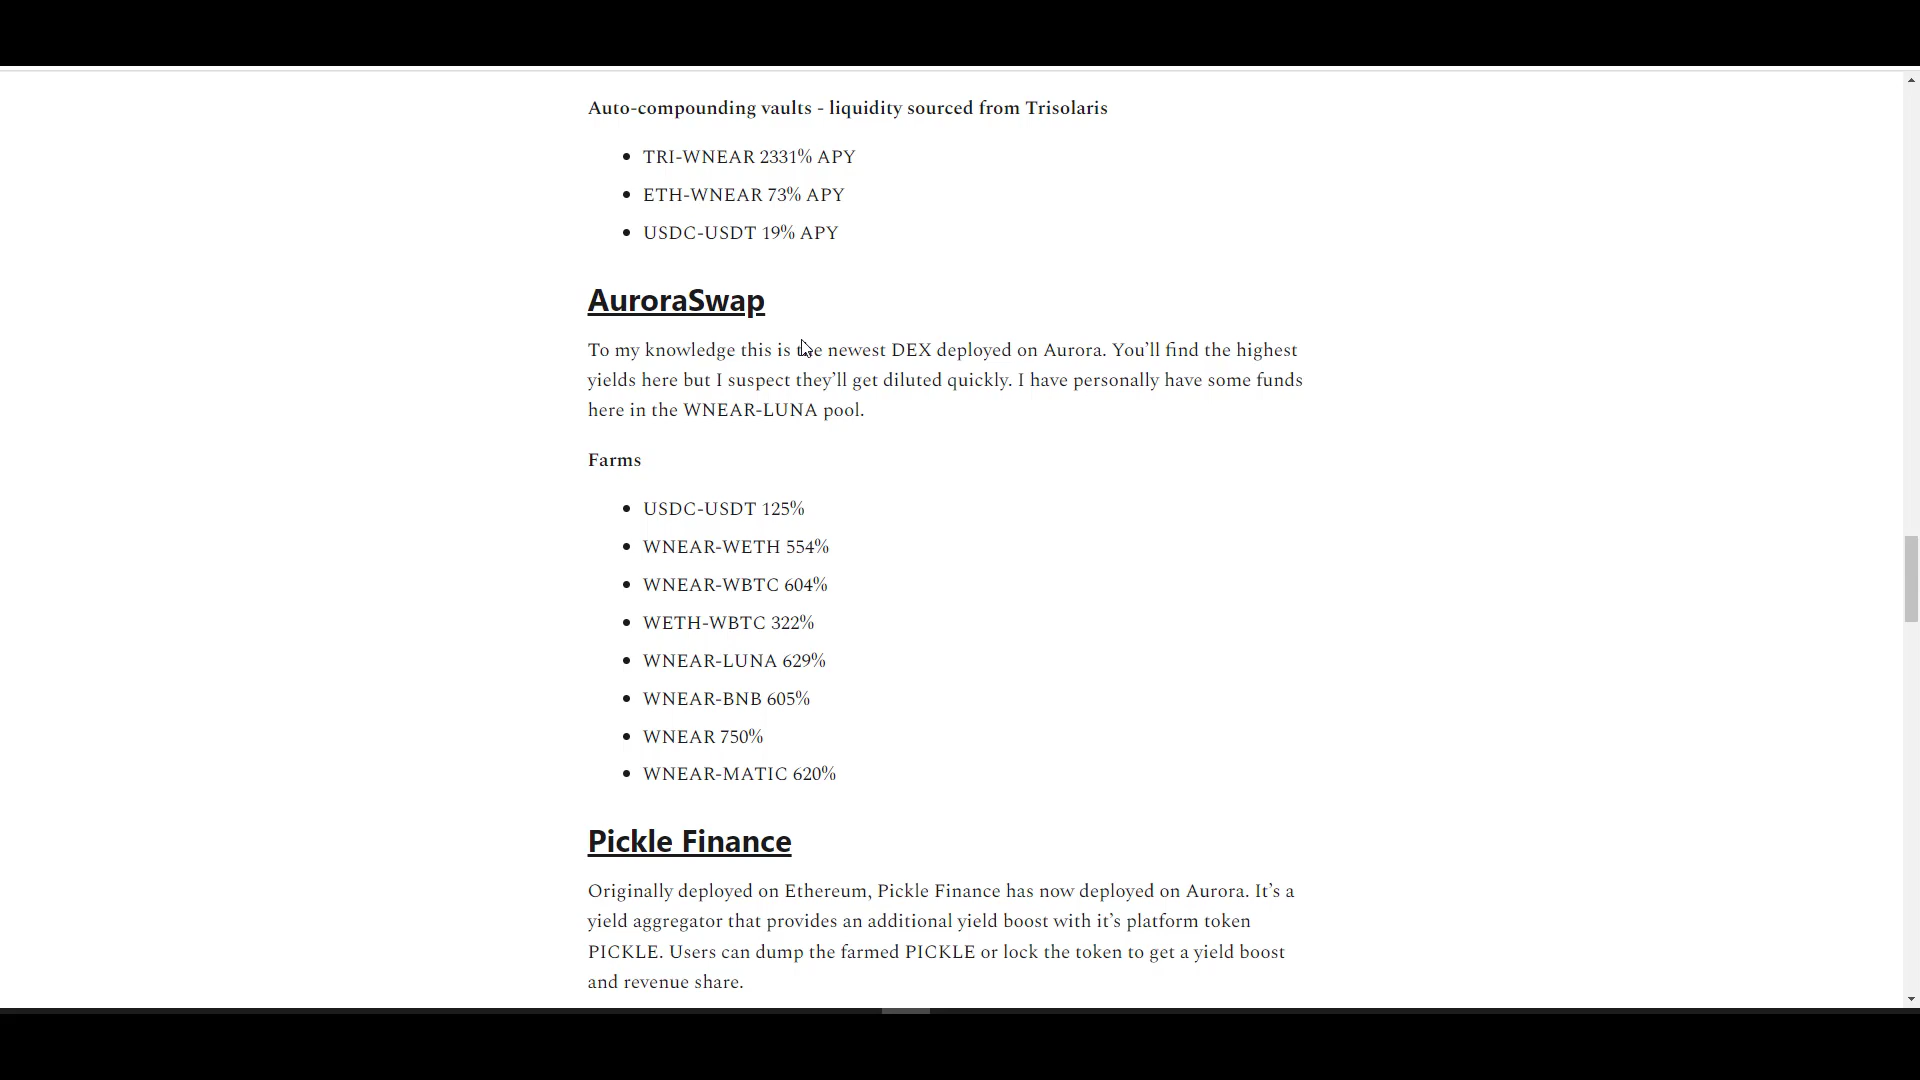 Auto-compounding vaults - liquidity sourced from Trisolaris
• TRI-WNEAR 2331% APY
• ETH-WNEAR 73% APY
• USDC-USDT 19% APY
AuroraSwap
To my knowledge this is the newest DEX deployed on Aurora. You’ll find the highest
yields here but I suspect they’ll get diluted quickly. I have personally have some funds
here in the WNEAR-LUNA pool.
Farms
• USDC-USDT 125%
• WNEAR-WETH 554%
• WNEAR-WBTC 604%
• WETH-WBTC 322%
• WNEAR-LUNA 629%
• WNEAR-BNB 605%
• WNEAR 750%
• WNEAR-MATIC 620%
Pickle Finance
Originally deployed on Ethereum, Pickle Finance has now deployed on Aurora. It’s a
yield aggregator that provides an additional yield boost with it’s platform token
PICKLE. Users can dump the farmed PICKLE or lock the token to get a yield boost
and revenue share.